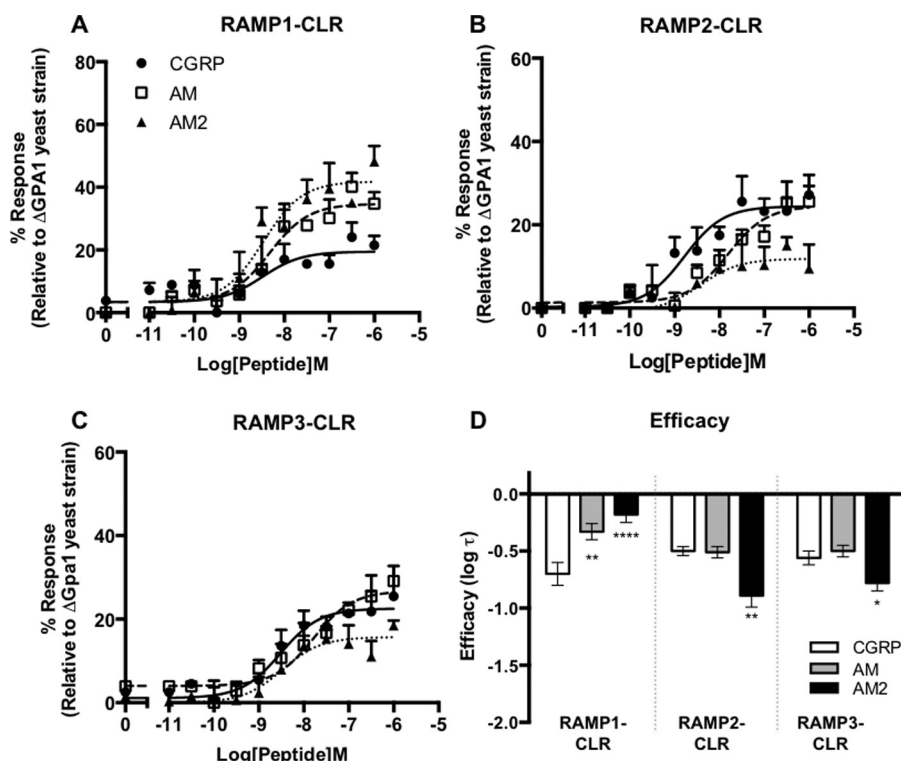 A
RAMP1-CLR
% Response
(Relative to ΔGPA1 yeast strain)
80
60
40
20
0
CGRP
AM
AM2
0 -11 -10 -9 -8 -7 -6 -5
Log[Peptide]M
B
RAMP2-CLR
% Response
(Relative to ΔGPA1 yeast strain)
60
40
20
0
0 -11 -10 -9 -8 -7 -6 -5
Log[Peptide]M
C
RAMP3-CLR
% Response
(Relative to ΔGpa1 yeast strain)
60
40
20
0
0 -11 -10 -9 -8 -7 -6 -5
Log[Peptide]M
D
Efficacy
Efficacy (log τ)
0.0
-0.5
-1.0
-1.5
-2.0
**
****
**
*
CGRP
AM
AM2
RAMP1-
CLR
RAMP2-
CLR
RAMP3-
CLR